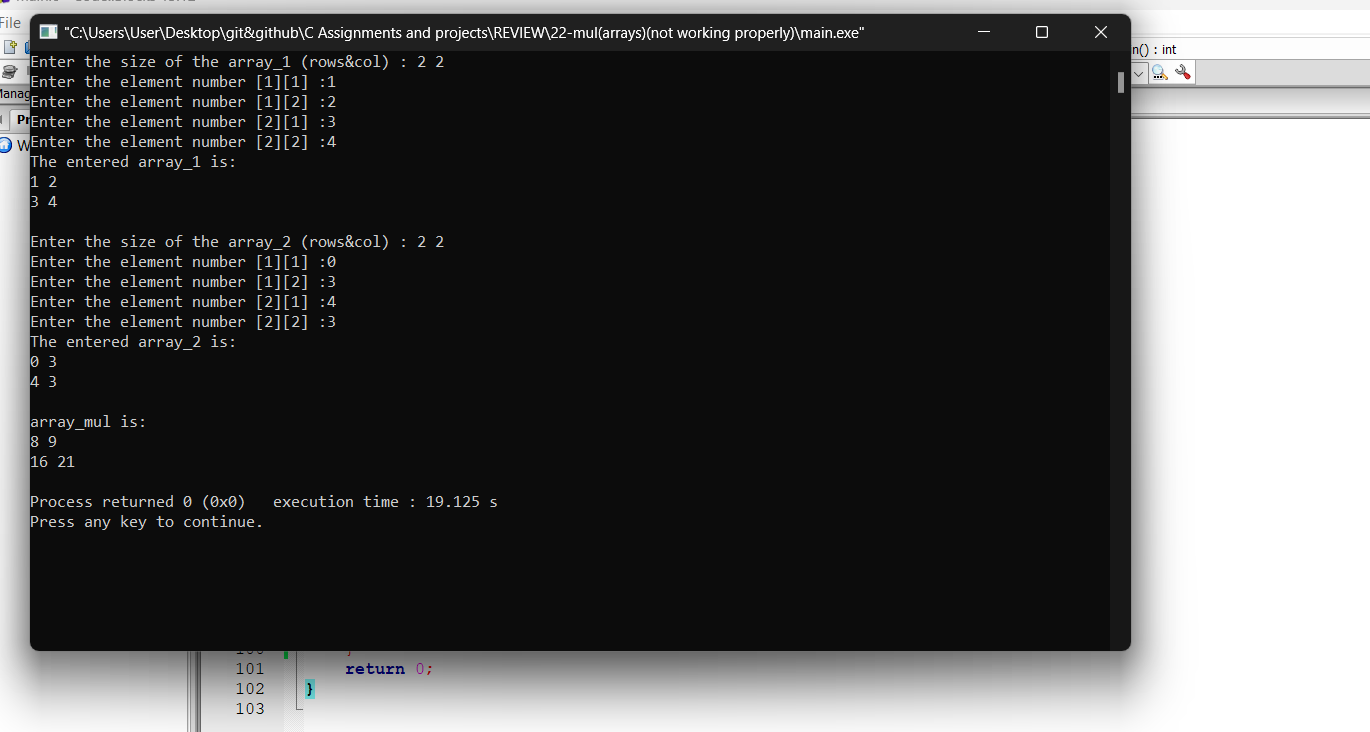 File
"C:\Users\User\Desktop\git&github\C Assignments and projects\REVIEW\22-mul(arrays)(not working properly)\main.exe"
n() : int
Enter the size of the array_1 (rows&col) : 2 2
Enter the element number [1][1] :1
Enter the element number [1][2] :2
Enter the element number [2][1] :3
Enter the element number [2][2] :4
The entered array_1 is:
1 2
3 4
Enter the size of the array_2 (rows&col) : 2 2
Enter the element number [1][1] :0
Enter the element number [1][2] :3
Enter the element number [2][1] :4
Enter the element number [2][2] :3
The entered array_2 is:
0 3
4 3
array_mul is:
8 9
16 21
Process returned 0 (0x0)   execution time : 19.125 s
Press any key to continue.
101 return 0;
102 }
103